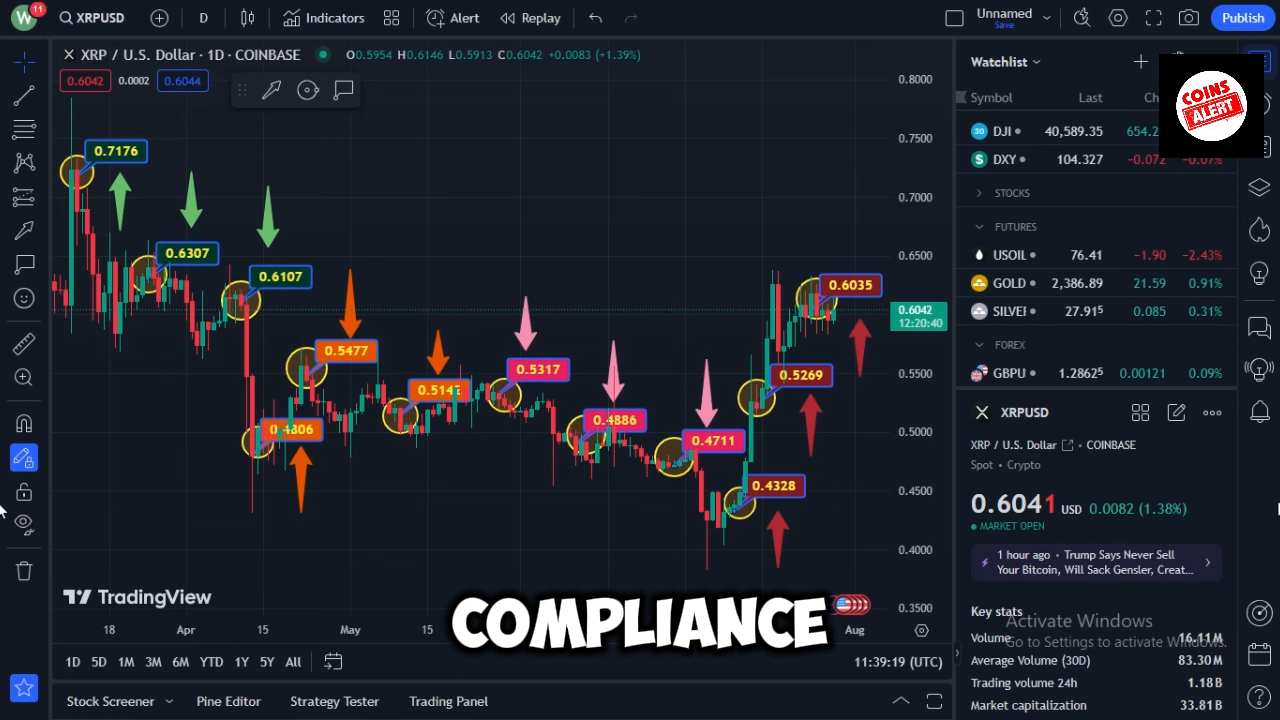 W 11 XRPUSD D Indicators Alert Replay Unnamed Save Publish
XRP / U.S. Dollar · 1D · COINBASE O0.5954 H0.6146 L0.5913 C0.6042 +0.0083 (+1.39%)
0.6042 0.0002 0.6044
0.7176
0.6307
0.6107
0.5477
0.5142
0.4806
0.5317
0.4886
0.4711
0.4328
0.5269
0.6035
0.8000
0.7500
0.7000
0.6500
0.6042
12:20:40
0.5500
0.5000
0.4500
0.4000
0.3500
TradingView
COMPLIANCE
18 Apr 15 May 15 Aug
1D 5D 1M 3M 6M YTD 1Y 5Y All 11:39:19 (UTC)
Stock Screener Pine Editor Strategy Tester Trading Panel
Watchlist
COINS
ALERT
Symbol Last
30 DJI 40,589.35
$ DXY 104.327 -0.072 -0.07%
STOCKS
FUTURES
USOIL 76.41 -1.90 -2.43%
GOLD 2,386.89 21.59 0.91%
SILVER 27.915 0.085 0.31%
FOREX
GBPU 1.28625 0.00121 0.09%
XRPUSD
XRP / U.S. Dollar · COINBASE
Spot · Crypto
0.6041 USD 0.0082 (1.38%)
MARKET OPEN
1 hour ago · Trump Says Never Sell
Your Bitcoin, Will Sack Gensler, Creat...
Key stats
Activate Windows
Go to Settings to activate Windows.
Volume 16.11M
Average Volume (30D) 83.30M
Trading volume 24h 1.18B
Market capitalization 33.81B